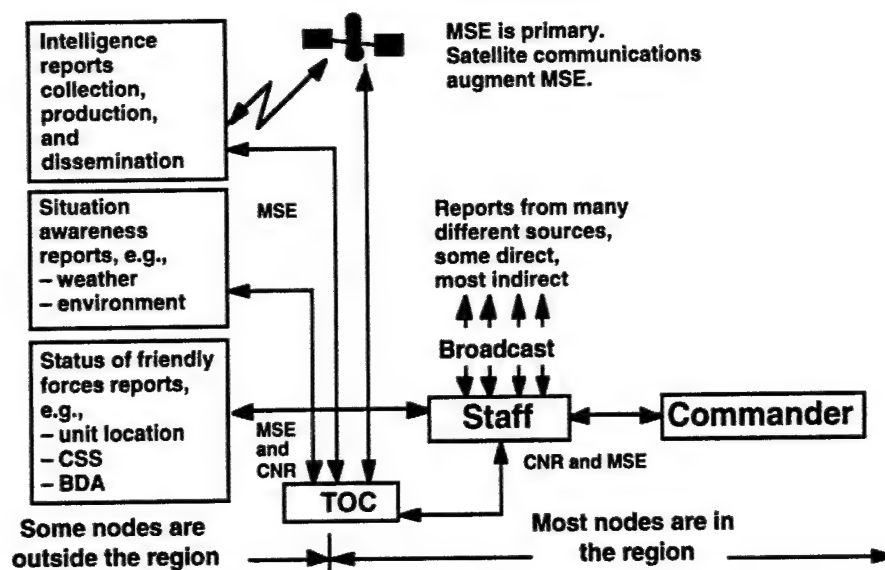 Intelligence
reports
collection,
production,
and
dissemination
MSE is primary.
Satellite communications
augment MSE.
Situation
awareness
reports, e.g.,
– weather
– environment
MSE
Reports from many
different sources,
some direct,
most indirect
Broadcast
Status of friendly
forces reports,
e.g.,
– unit location
– CSS
– BDA
MSE
and
CNR
Staff
Commander
CNR and MSE
TOC
Some nodes are
outside the region
Most nodes are in
the region